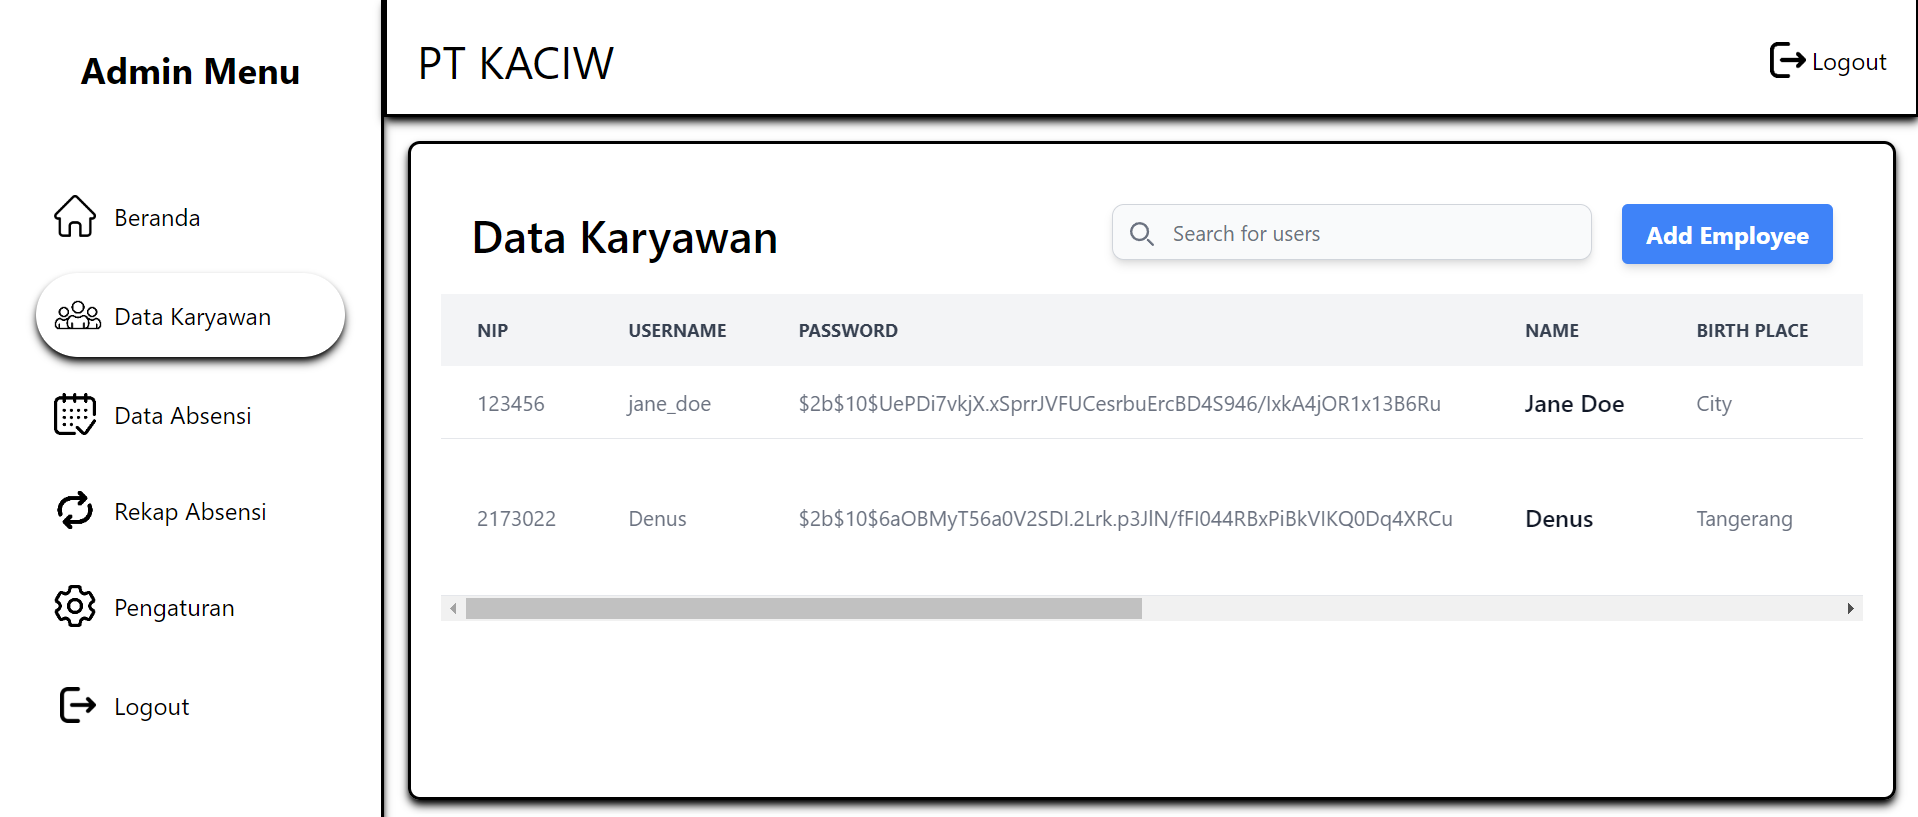 Admin Menu
Beranda
Data Karyawan
Data Absensi
Rekap Absensi
Pengaturan
Logout
PT KACIW
Logout
Data Karyawan
Search for users
Add Employee
NIP USERNAME PASSWORD NAME BIRTH PLACE
123456 jane_doe $2b$10$UePDi7vkjX.xSprrJVFUCesrbuErcBD4S946/IxkA4jOR1x13B6Ru Jane Doe City
2173022 Denus $2b$10$6aOBMyT56a0V2SDI.2Lrk.p3JlN/fFI044RBxPiBkVIKQ0Dq4XRCu Denus Tangerang